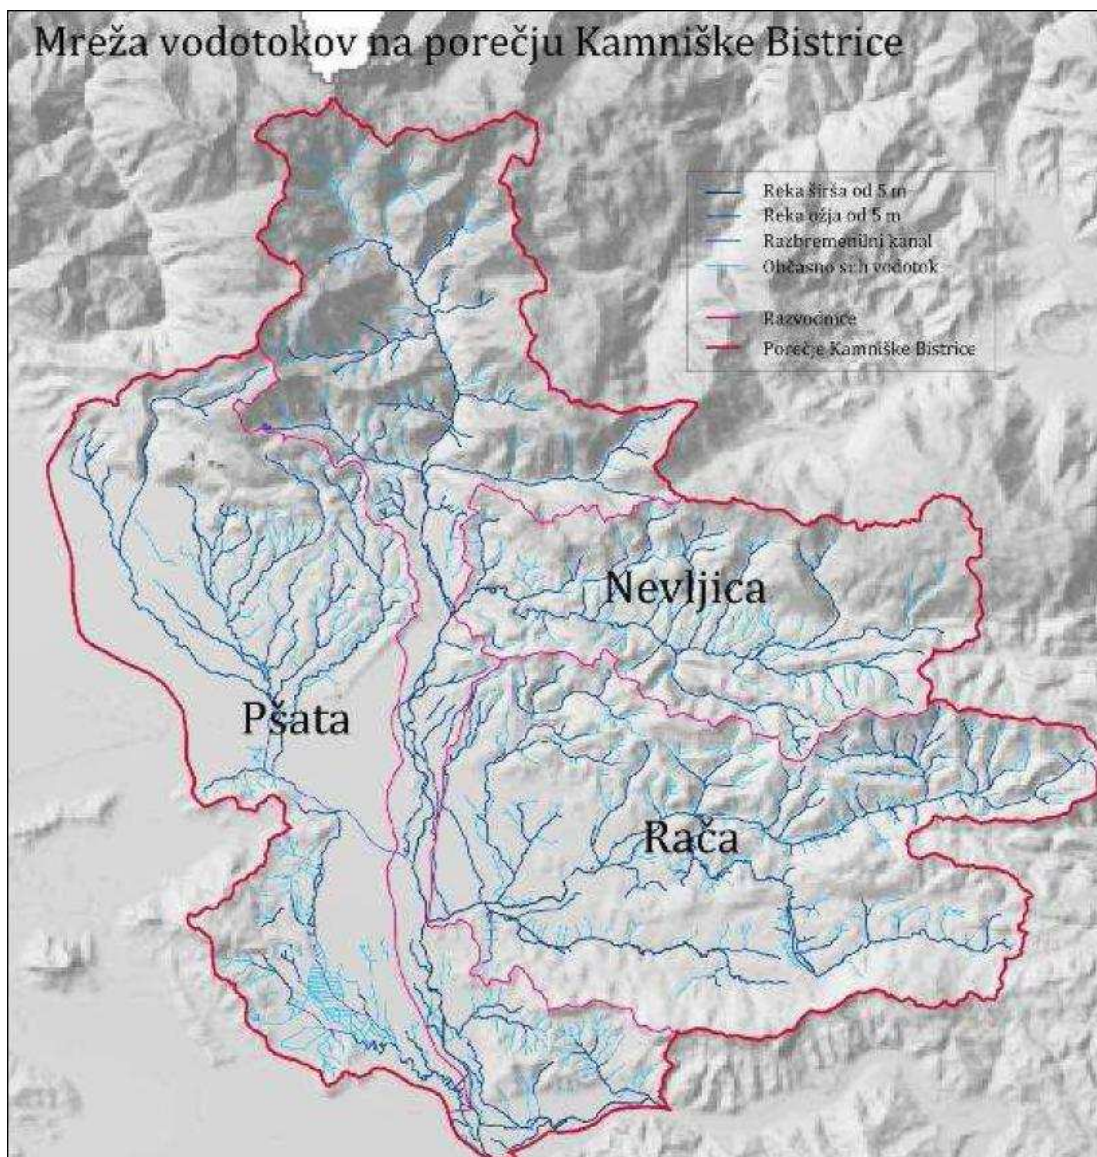 Mreža vodotokov na porečju Kamniške Bistrice
Reka širša od 5 m
Reka ožja od 5 m
Razbremenilni kanal
Občasno suh vodotok
Razvodnice
Porečje Kamniške Bistrice
Nevljica
Pšata
Rača